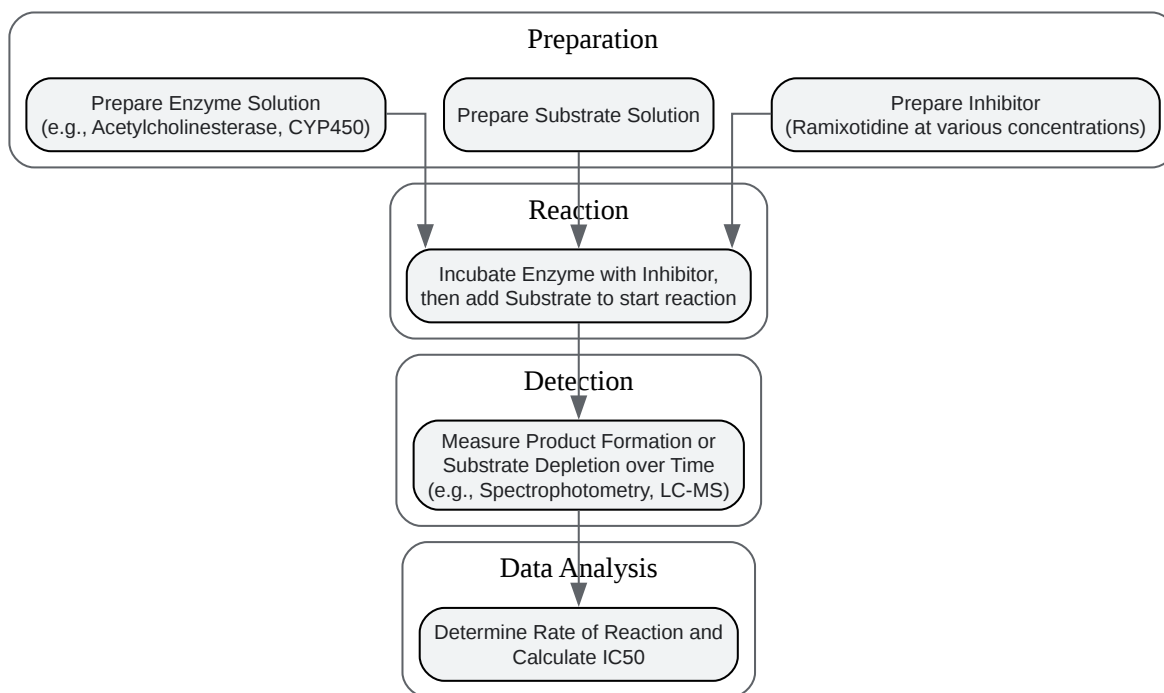 Preparation
Prepare Enzyme Solution
(e.g., Acetylcholinesterase, CYP450)
Prepare Substrate Solution
Prepare Inhibitor
(Ramixotidine at various concentrations)
Reaction
Incubate Enzyme with Inhibitor,
then add Substrate to start reaction
Detection
Measure Product Formation or
Substrate Depletion over Time
(e.g., Spectrophotometry, LC-MS)
Data Analysis
Determine Rate of Reaction and
Calculate IC50